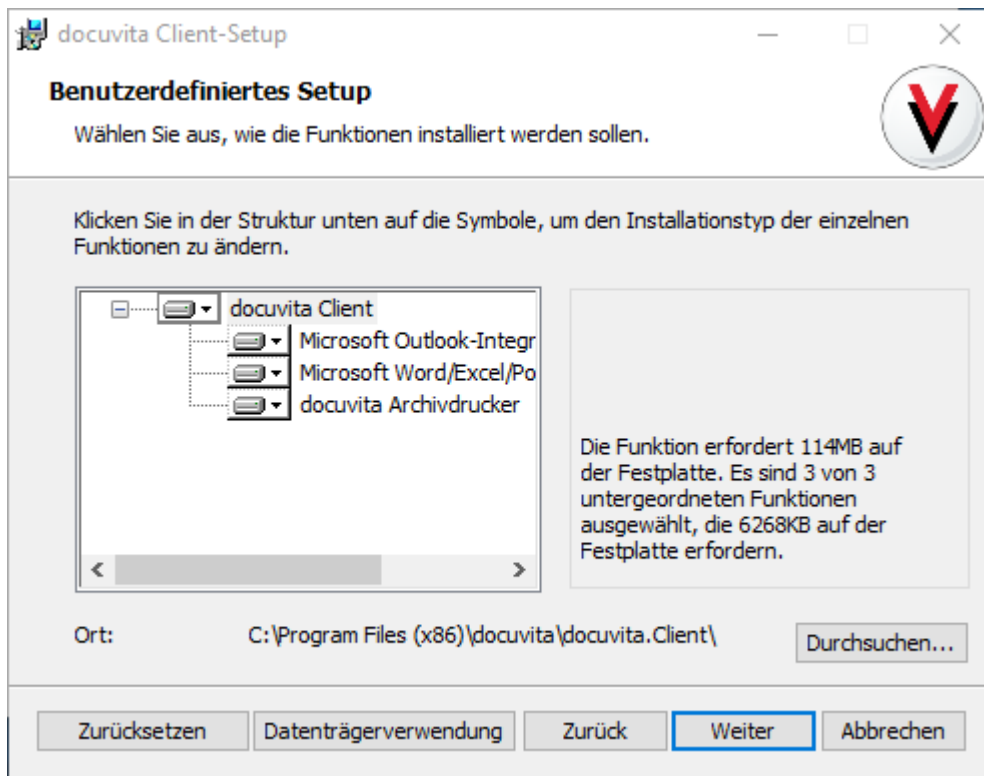 docuvita Client-Setup
Benutzerdefiniertes Setup
Wählen Sie aus, wie die Funktionen installiert werden sollen.
Klicken Sie in der Struktur unten auf die Symbole, um den Installationstyp der einzelnen
Funktionen zu ändern.
docuvita Client
Microsoft Outlook-Integr
Microsoft Word/Excel/Po
docuvita Archivdrucker
Die Funktion erfordert 114MB auf
der Festplatte. Es sind 3 von 3
untergeordneten Funktionen
ausgewählt, die 6268KB auf der
Festplatte erfordern.
Ort: C:\Program Files (x86)\docuvita\docuvita.Client\ Durchsuchen...
Zurücksetzen Datenträgerverwendung Zurück Weiter Abbrechen